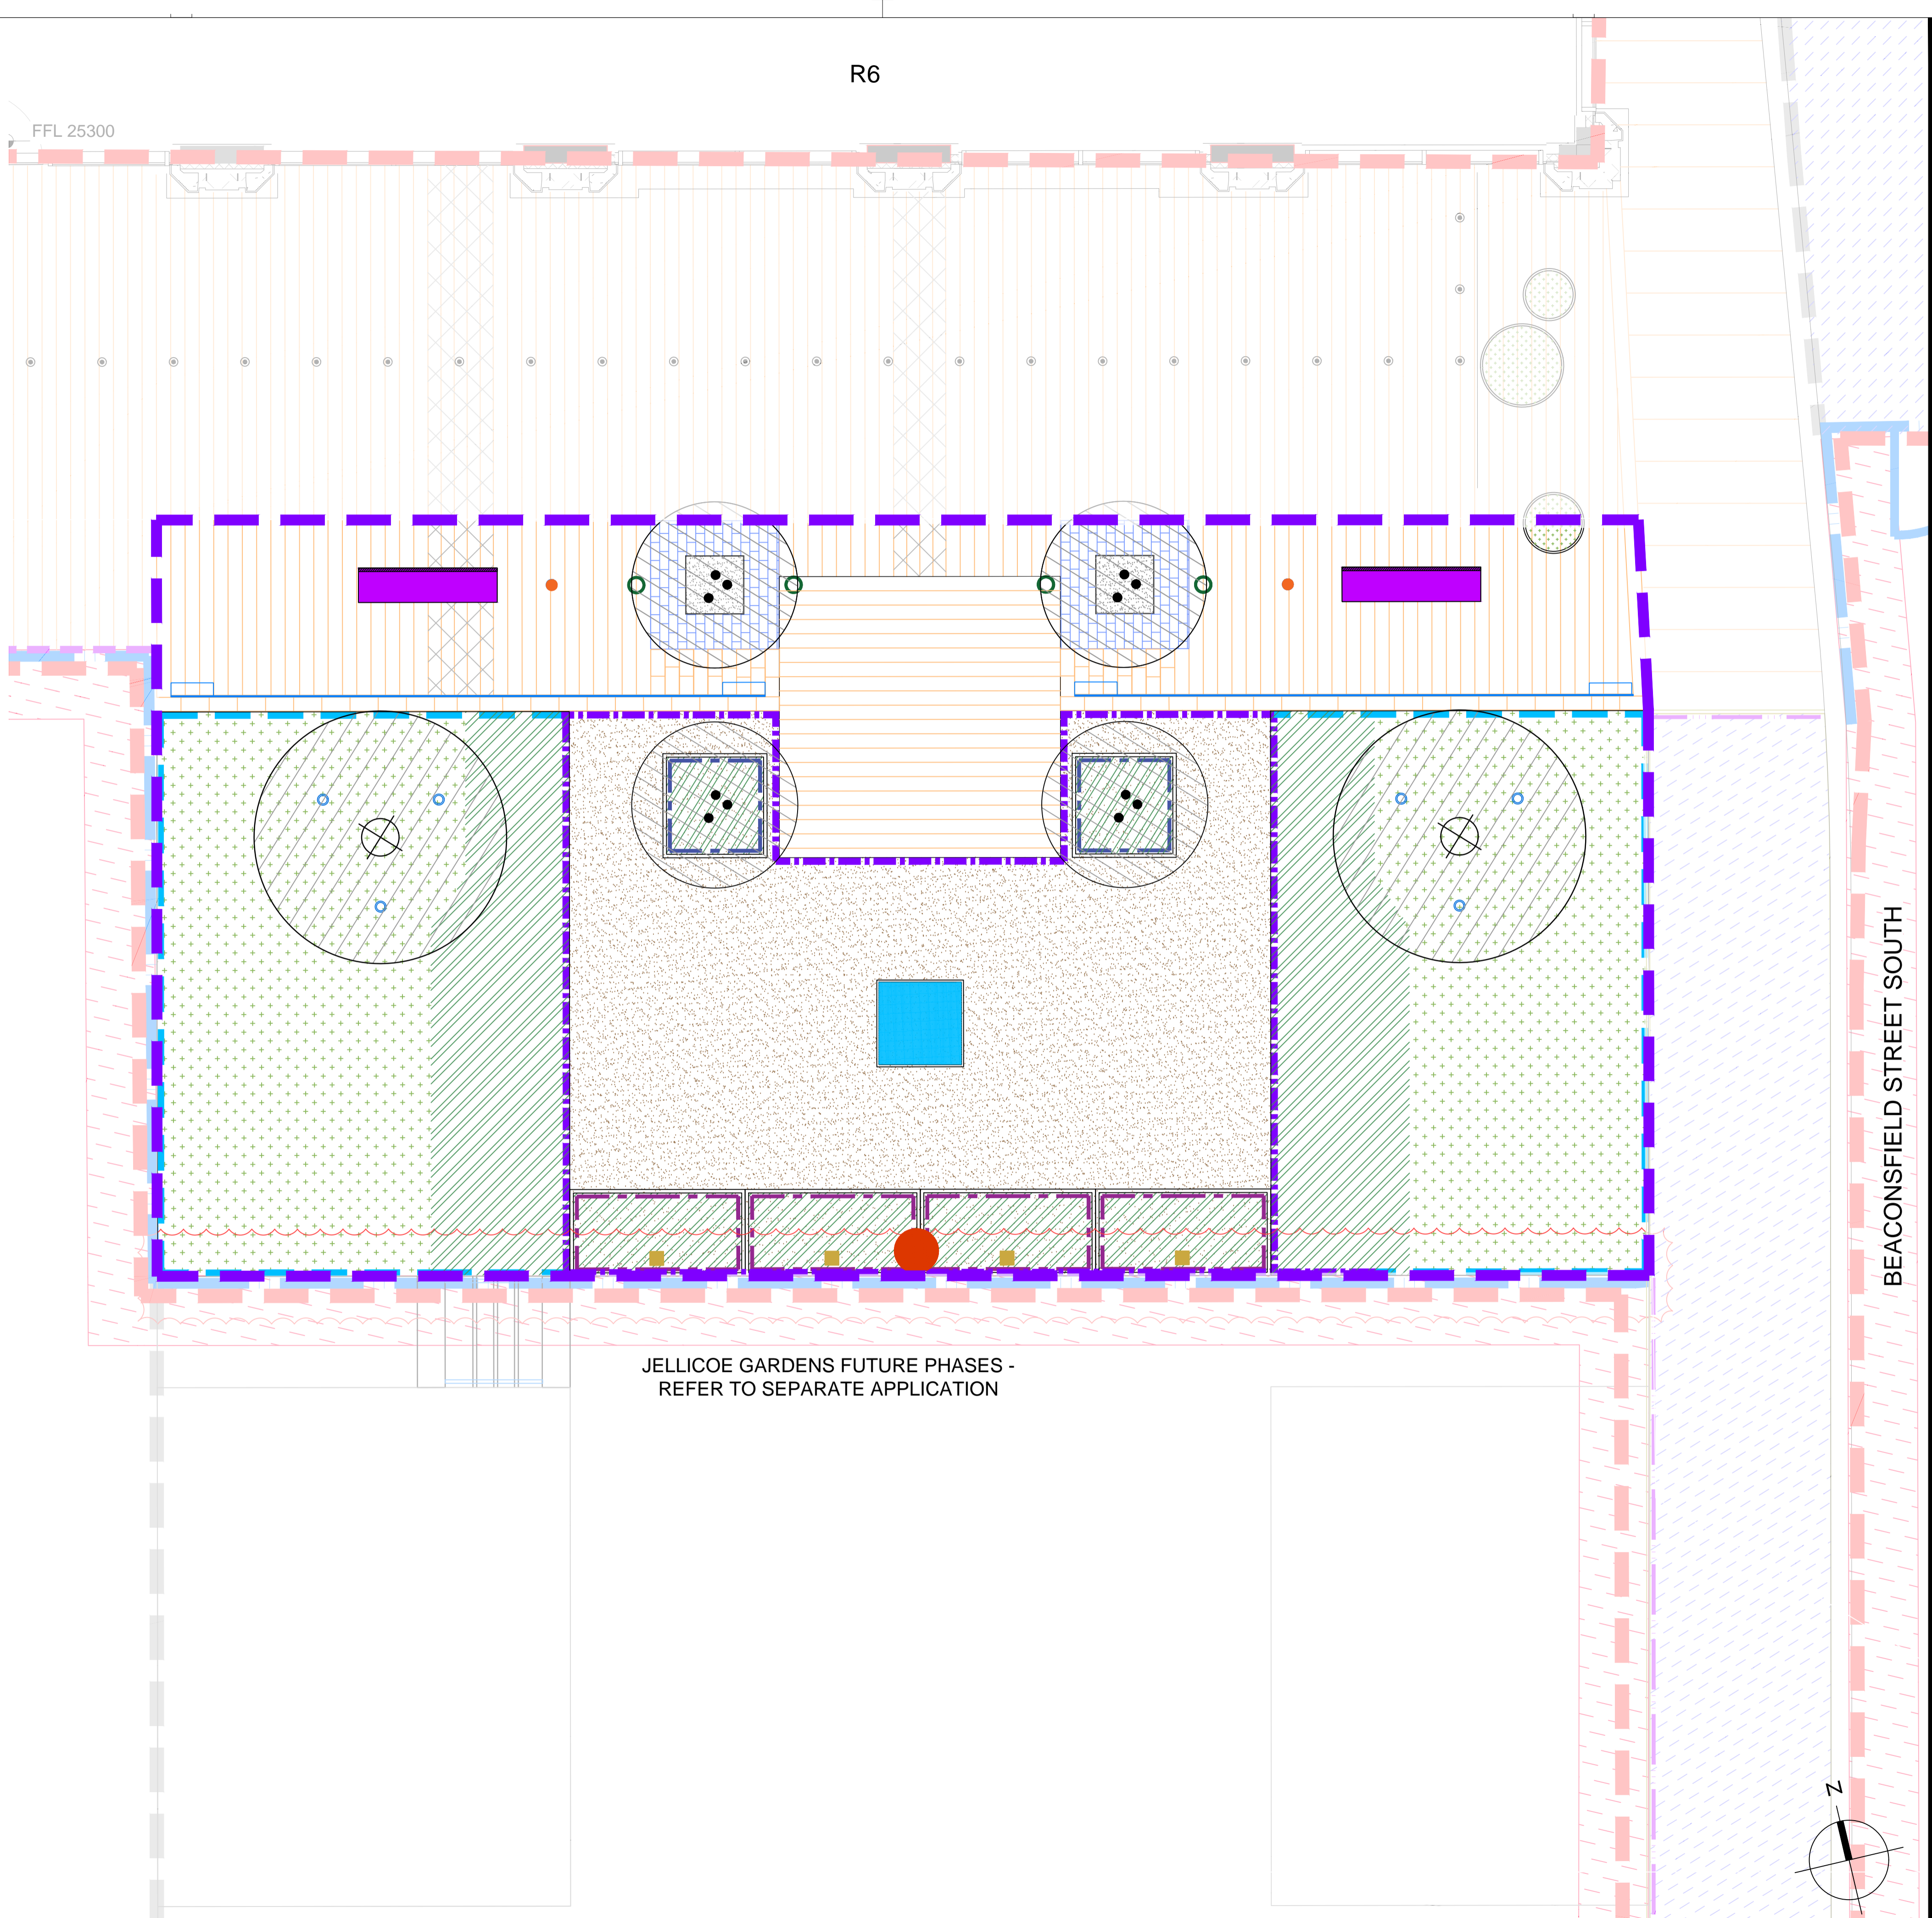 R6
FFL 25300
BEACONSFIELD STREET SOUTH
JELLICOE GARDENS FUTURE PHASES -
REFER TO SEPARATE APPLICATION
N